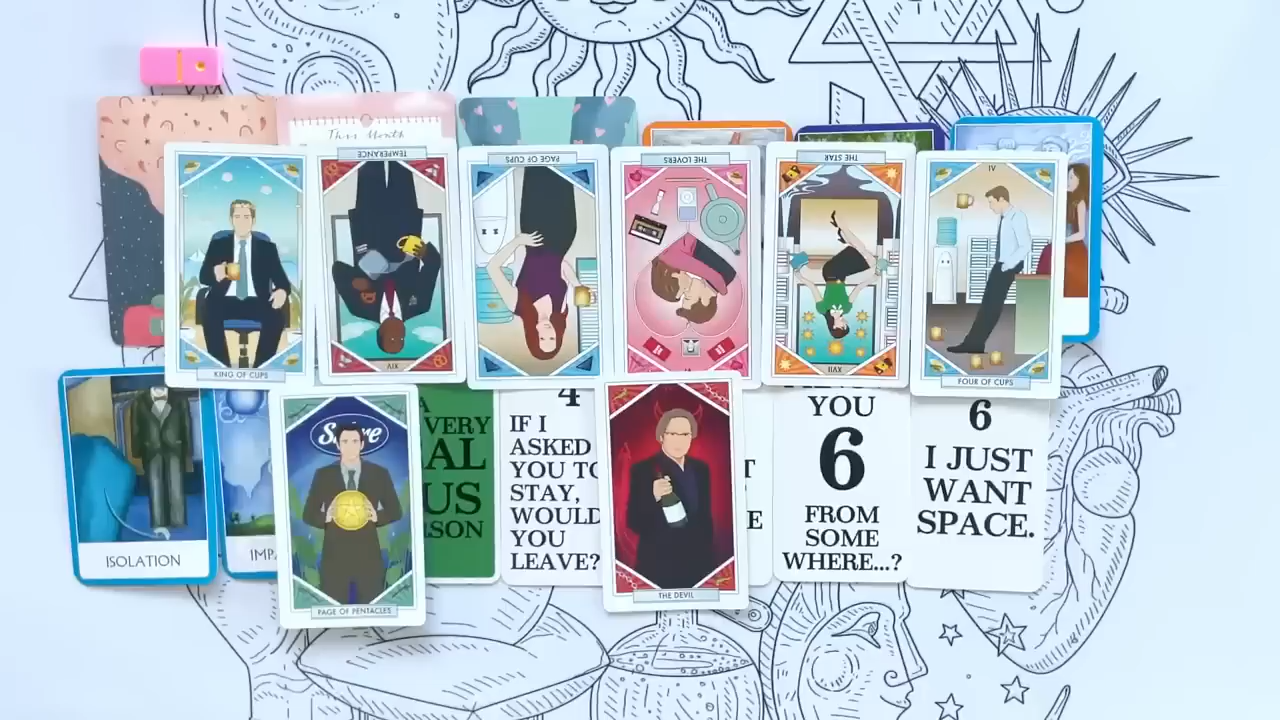 This Month
TEMPERANCE
PAGE OF CUPS
THE LOVERS
THE STAR
IV
KING OF CUPS
XIV
XVII
FOUR OF CUPS
ISOLATION
PAGE OF PENTACLES
A
VERY
SON
4
IF I
ASKED
YOU TO
STAY,
WOULD
YOU
LEAVE?
THE DEVIL
YOU
6
FROM
SOME
WHERE...?
6
I JUST
WANT
SPACE.